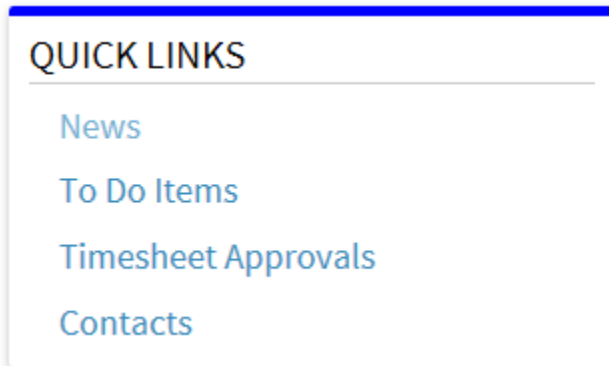 QUICK LINKS
News
To Do Items
Timesheet Approvals
Contacts